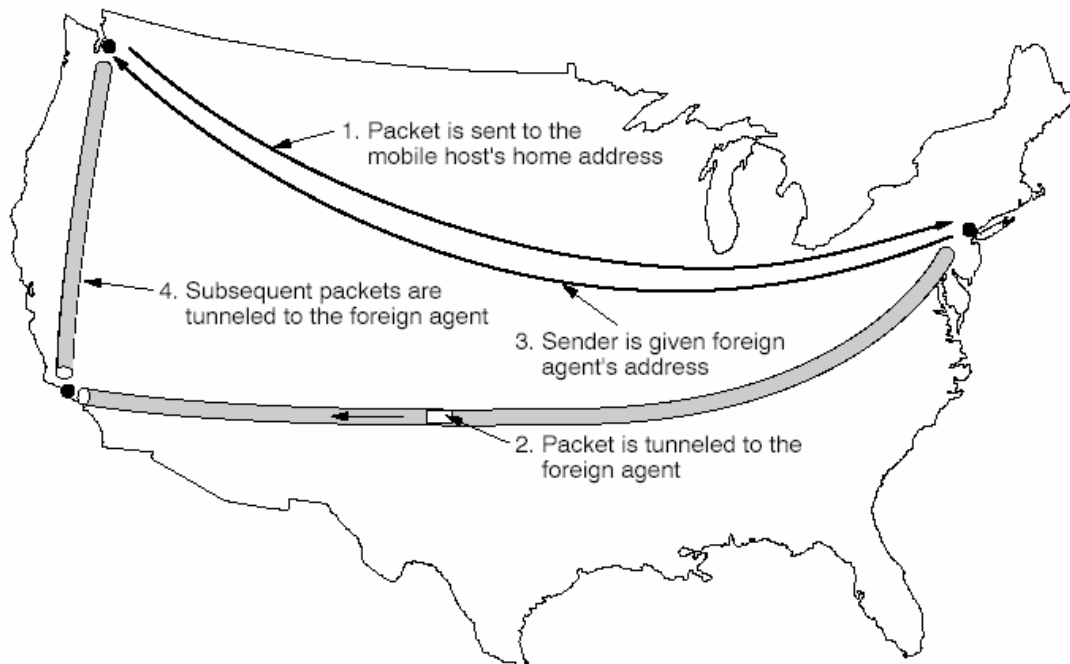 1. Packet is sent to the
mobile host's home address
4. Subsequent packets are
tunneled to the foreign agent
3. Sender is given foreign
agent's address
2. Packet is tunneled to the
foreign agent